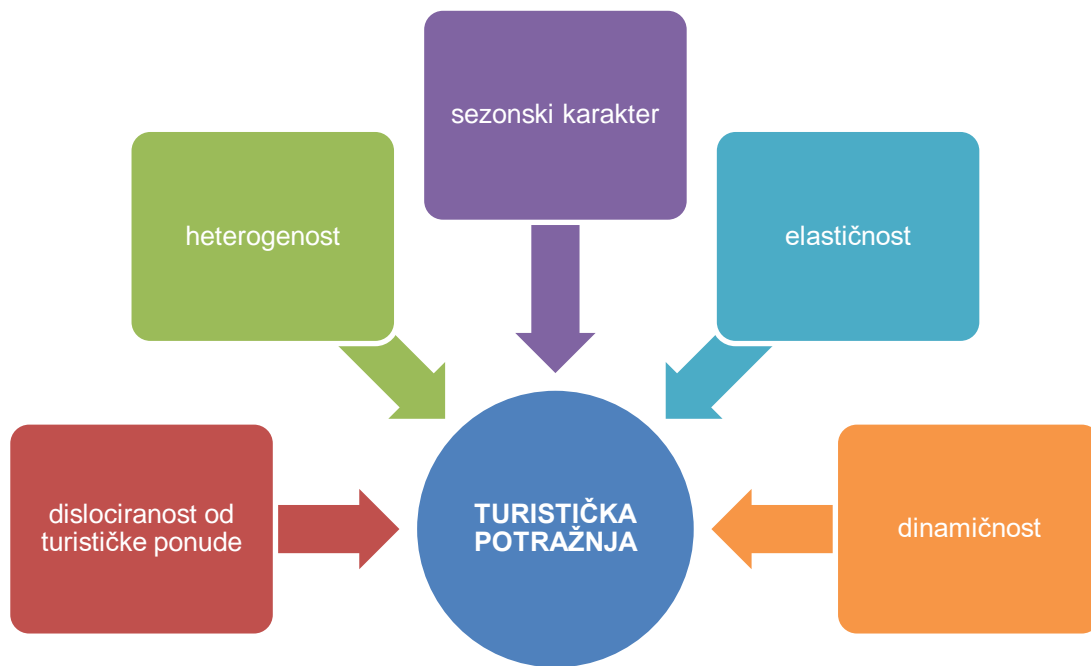 sezonski karakter
heterogenost
elastičnost
dislociranost od
turističke ponude
TURISTIČKA
POTRAŽNJA
dinamičnost